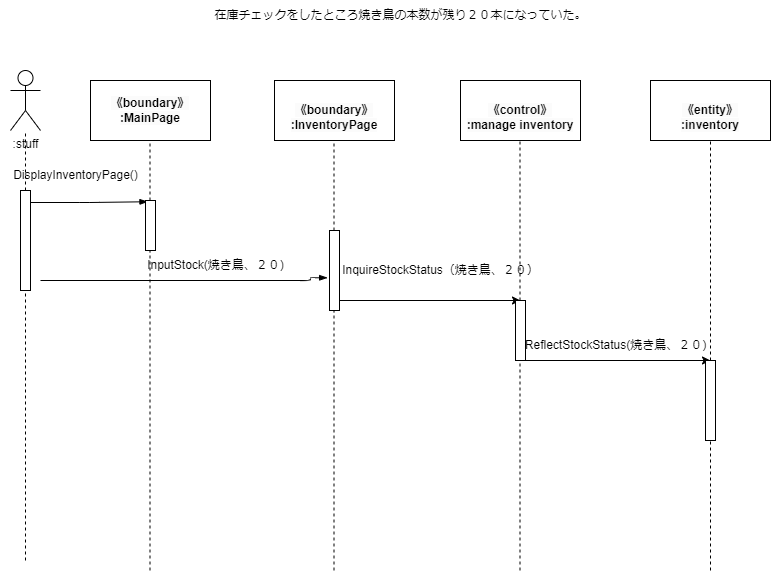 在庫チェックをしたところ焼き鳥の本数が残り２０本になっていた。
《boundary》
:MainPage
《boundary》
:InventoryPage
《control》
:manage inventory
《entity》
:inventory
:stuff
DisplayInventoryPage()
InputStock(焼き鳥、２０)
InquireStockStatus（焼き鳥、２０）
ReflectStockStatus(焼き鳥、２０)